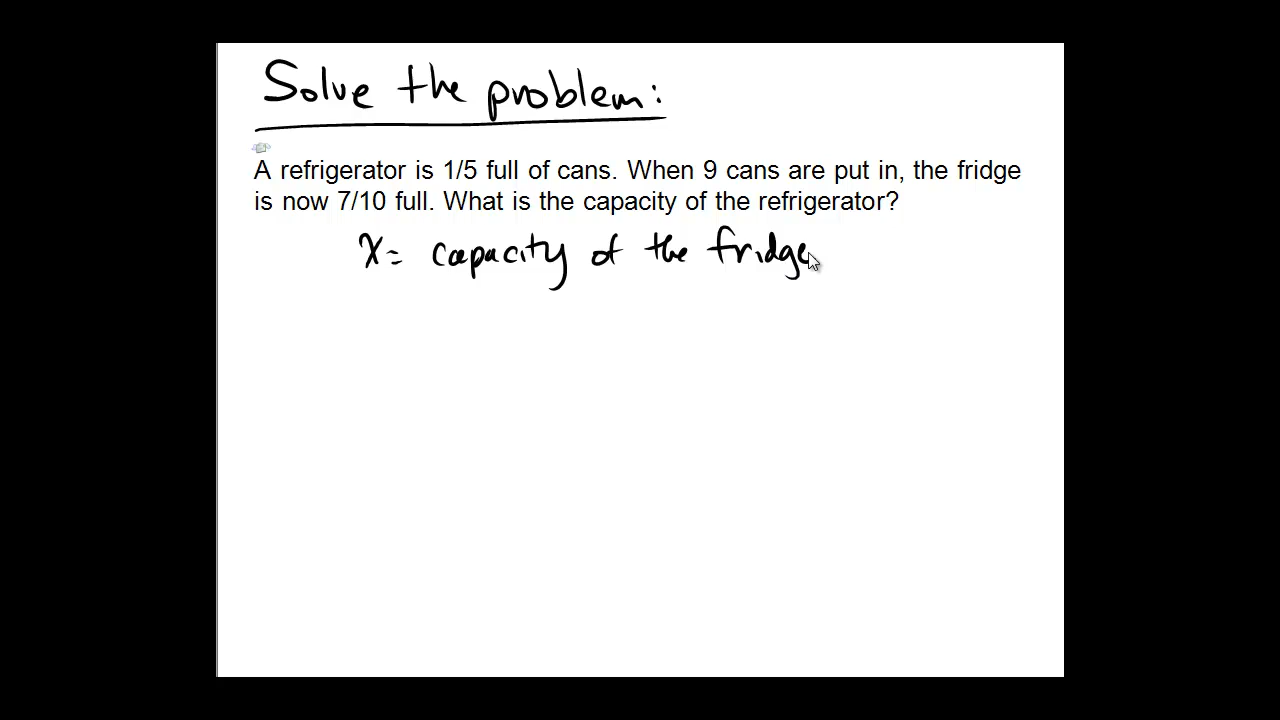 Solve the problem:
A refrigerator is 1/5 full of cans. When 9 cans are put in, the fridge
is now 7/10 full. What is the capacity of the refrigerator?
x= capacity of the fridge